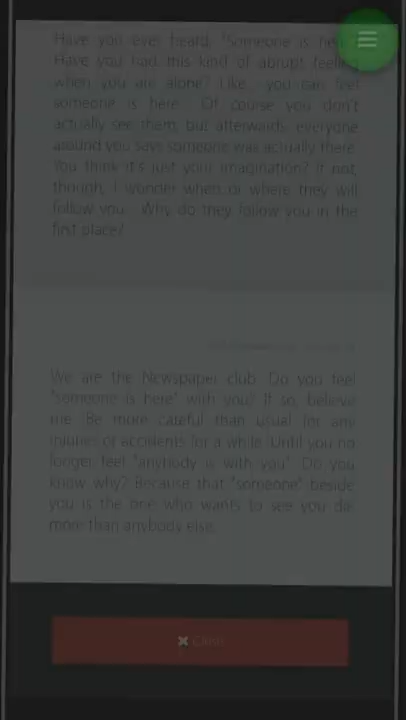 Have you ever heard, "Someone is here"?
Have you had this kind of abrupt feeling
when you are alone? Like... you can feel
someone is here... Of course you don't
actually see them, but afterwards, everyone
around you says someone was actually there.
You think it's just your imagination? If not,
though, I wonder when or where they will
follow you... Why do they follow you in the
first place?
We are the Newspaper club. Do you feel
"someone is here" with you? If so, believe
me. Be more careful than usual for any
injuries or accidents for a while. Until you no
longer feel "anybody is with you". Do you
know why? Because that "someone" beside
you is the one who wants to see you die
more than anybody else.
✖ Close